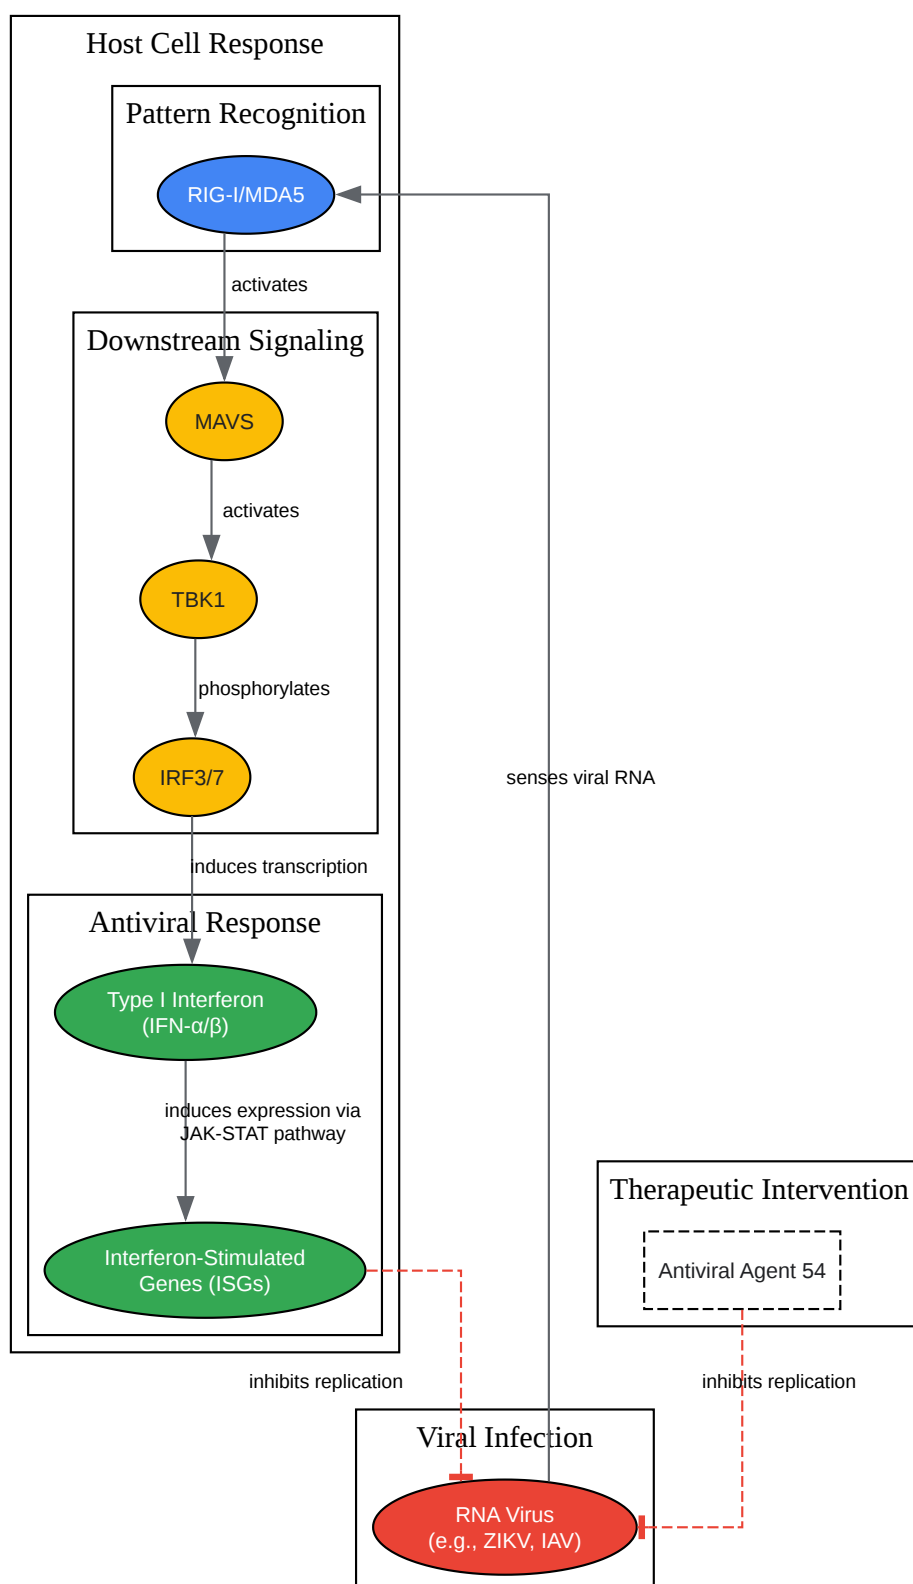 Host Cell Response
Pattern Recognition
RIG-I/MDA5
activates
Downstream Signaling
MAVS
activates
TBK1
phosphorylates
IRF3/7
senses viral RNA
induces transcription
Antiviral Response
Type I Interferon
(IFN-α/β)
induces expression via
JAK-STAT pathway
Therapeutic Intervention
Antiviral Agent 54
Interferon-Stimulated
Genes (ISGs)
inhibits replication
inhibits replication
Viral Infection
RNA Virus
(e.g., ZIKV, IAV)